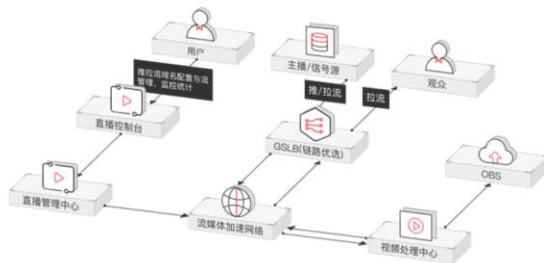 用户
主播/信号源
观众
推拉流域名配置与流
管理、监控统计
推/拉流
拉流
直播控制台
GSLB(链路优选)
OBS
直播管理中心
流媒体加速网络
视频处理中心